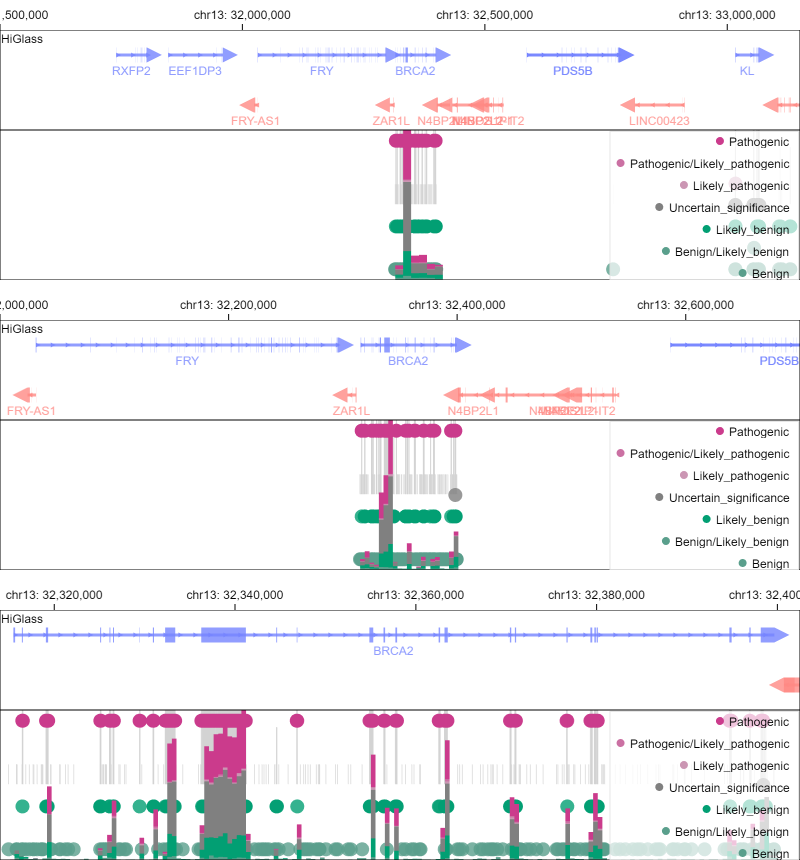 ,500,000 chr13: 32,000,000 chr13: 32,500,000 chr13: 33,000,000
HiGlass
RXFP2 EEF1DP3 FRY BRCA2 PDS5B KL
FRY-AS1 ZAR1L LINC00423
Pathogenic
Pathogenic/Likely_pathogenic
Likely_pathogenic
Uncertain_significance
Likely_benign
Benign/Likely_benign
Benign
2,000,000 chr13: 32,200,000 chr13: 32,400,000 chr13: 32,600,000
HiGlass
FRY BRCA2 PDS5B
FRY-AS1 ZAR1L N4BP2L1
Pathogenic
Pathogenic/Likely_pathogenic
Likely_pathogenic
Uncertain_significance
Likely_benign
Benign/Likely_benign
Benign
chr13: 32,320,000 chr13: 32,340,000 chr13: 32,360,000 chr13: 32,380,000 chr13: 32,400
HiGlass
BRCA2
Pathogenic
Pathogenic/Likely_pathogenic
Likely_pathogenic
Uncertain_significance
Likely_benign
Benign/Likely_benign
Benign